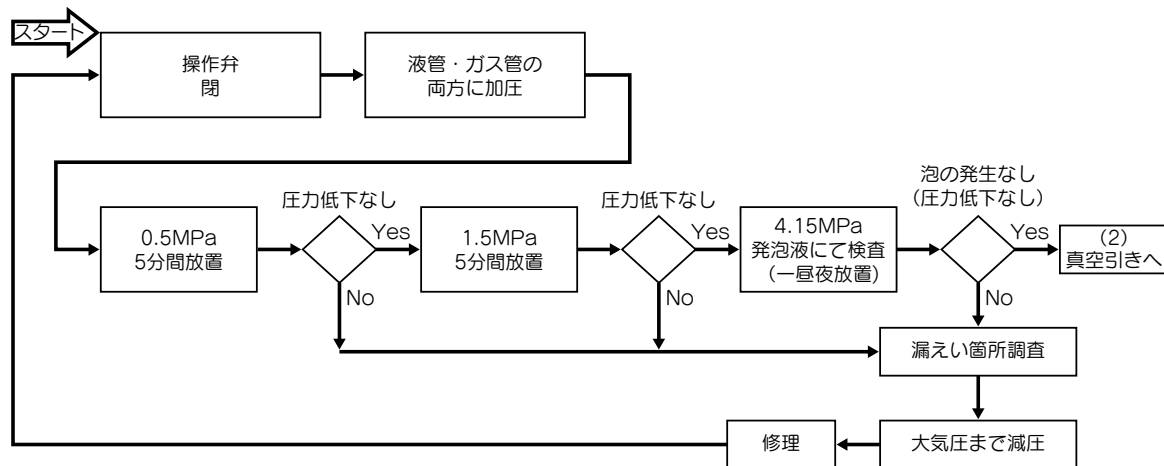 スタート
操作弁
閉
液管・ガス管の
両方に加圧
0.5MPa
5分間放置
圧力低下なし
Yes
No
1.5MPa
5分間放置
圧力低下なし
Yes
No
4.15MPa
発泡液にて検査
(一昼夜放置)
泡の発生なし
(圧力低下なし)
Yes
No
(2)
真空引きへ
漏えい箇所調査
大気圧まで減圧
修理